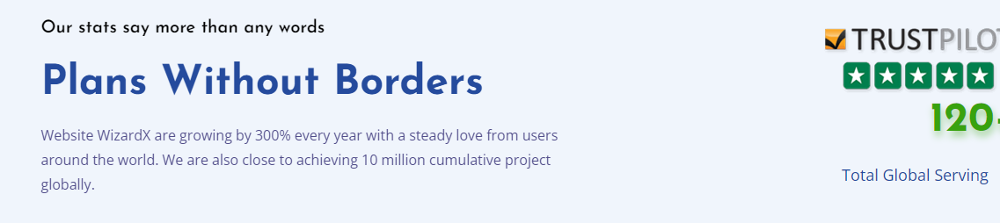 Our stats say more than any words
Plans Without Borders
Website WizardX are growing by 300% every year with a steady love from users
around the world. We are also close to achieving 10 million cumulative project
globally.
TRUSTPILO
120
Total Global Serving